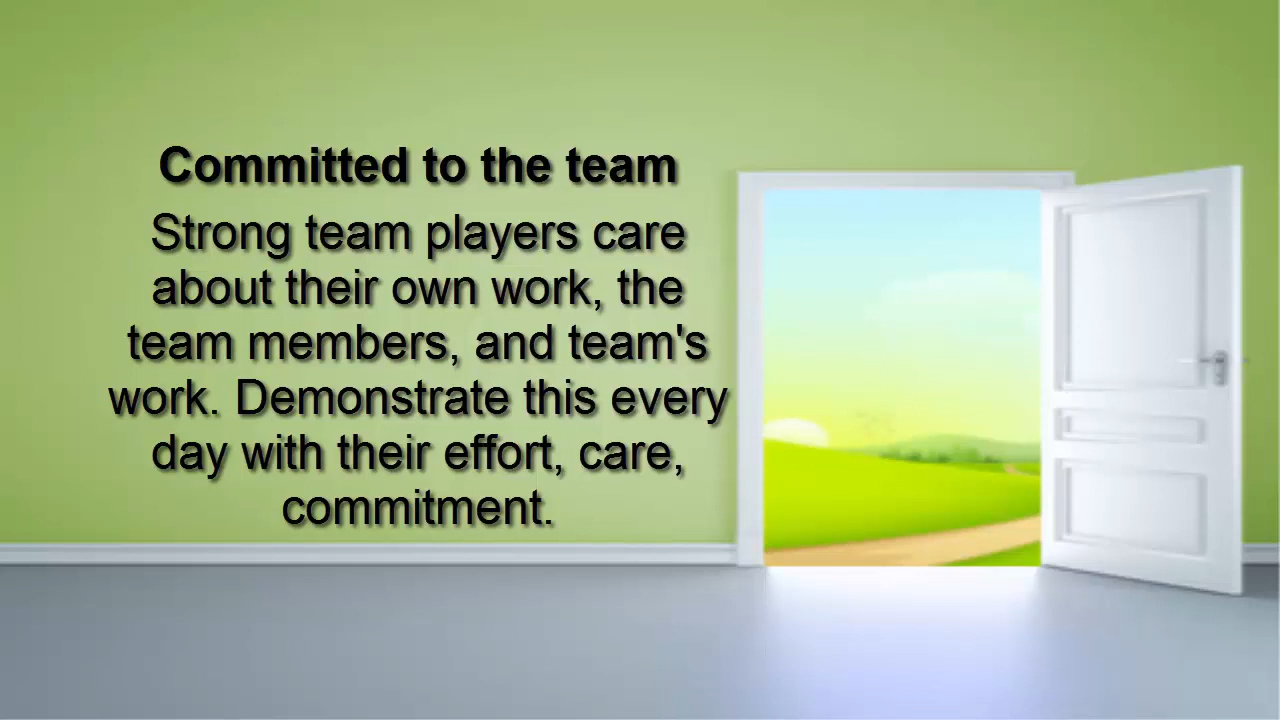 Committed to the team
Strong team players care
about their own work, the
team members, and team's
work. Demonstrate this every
day with their effort, care,
commitment.